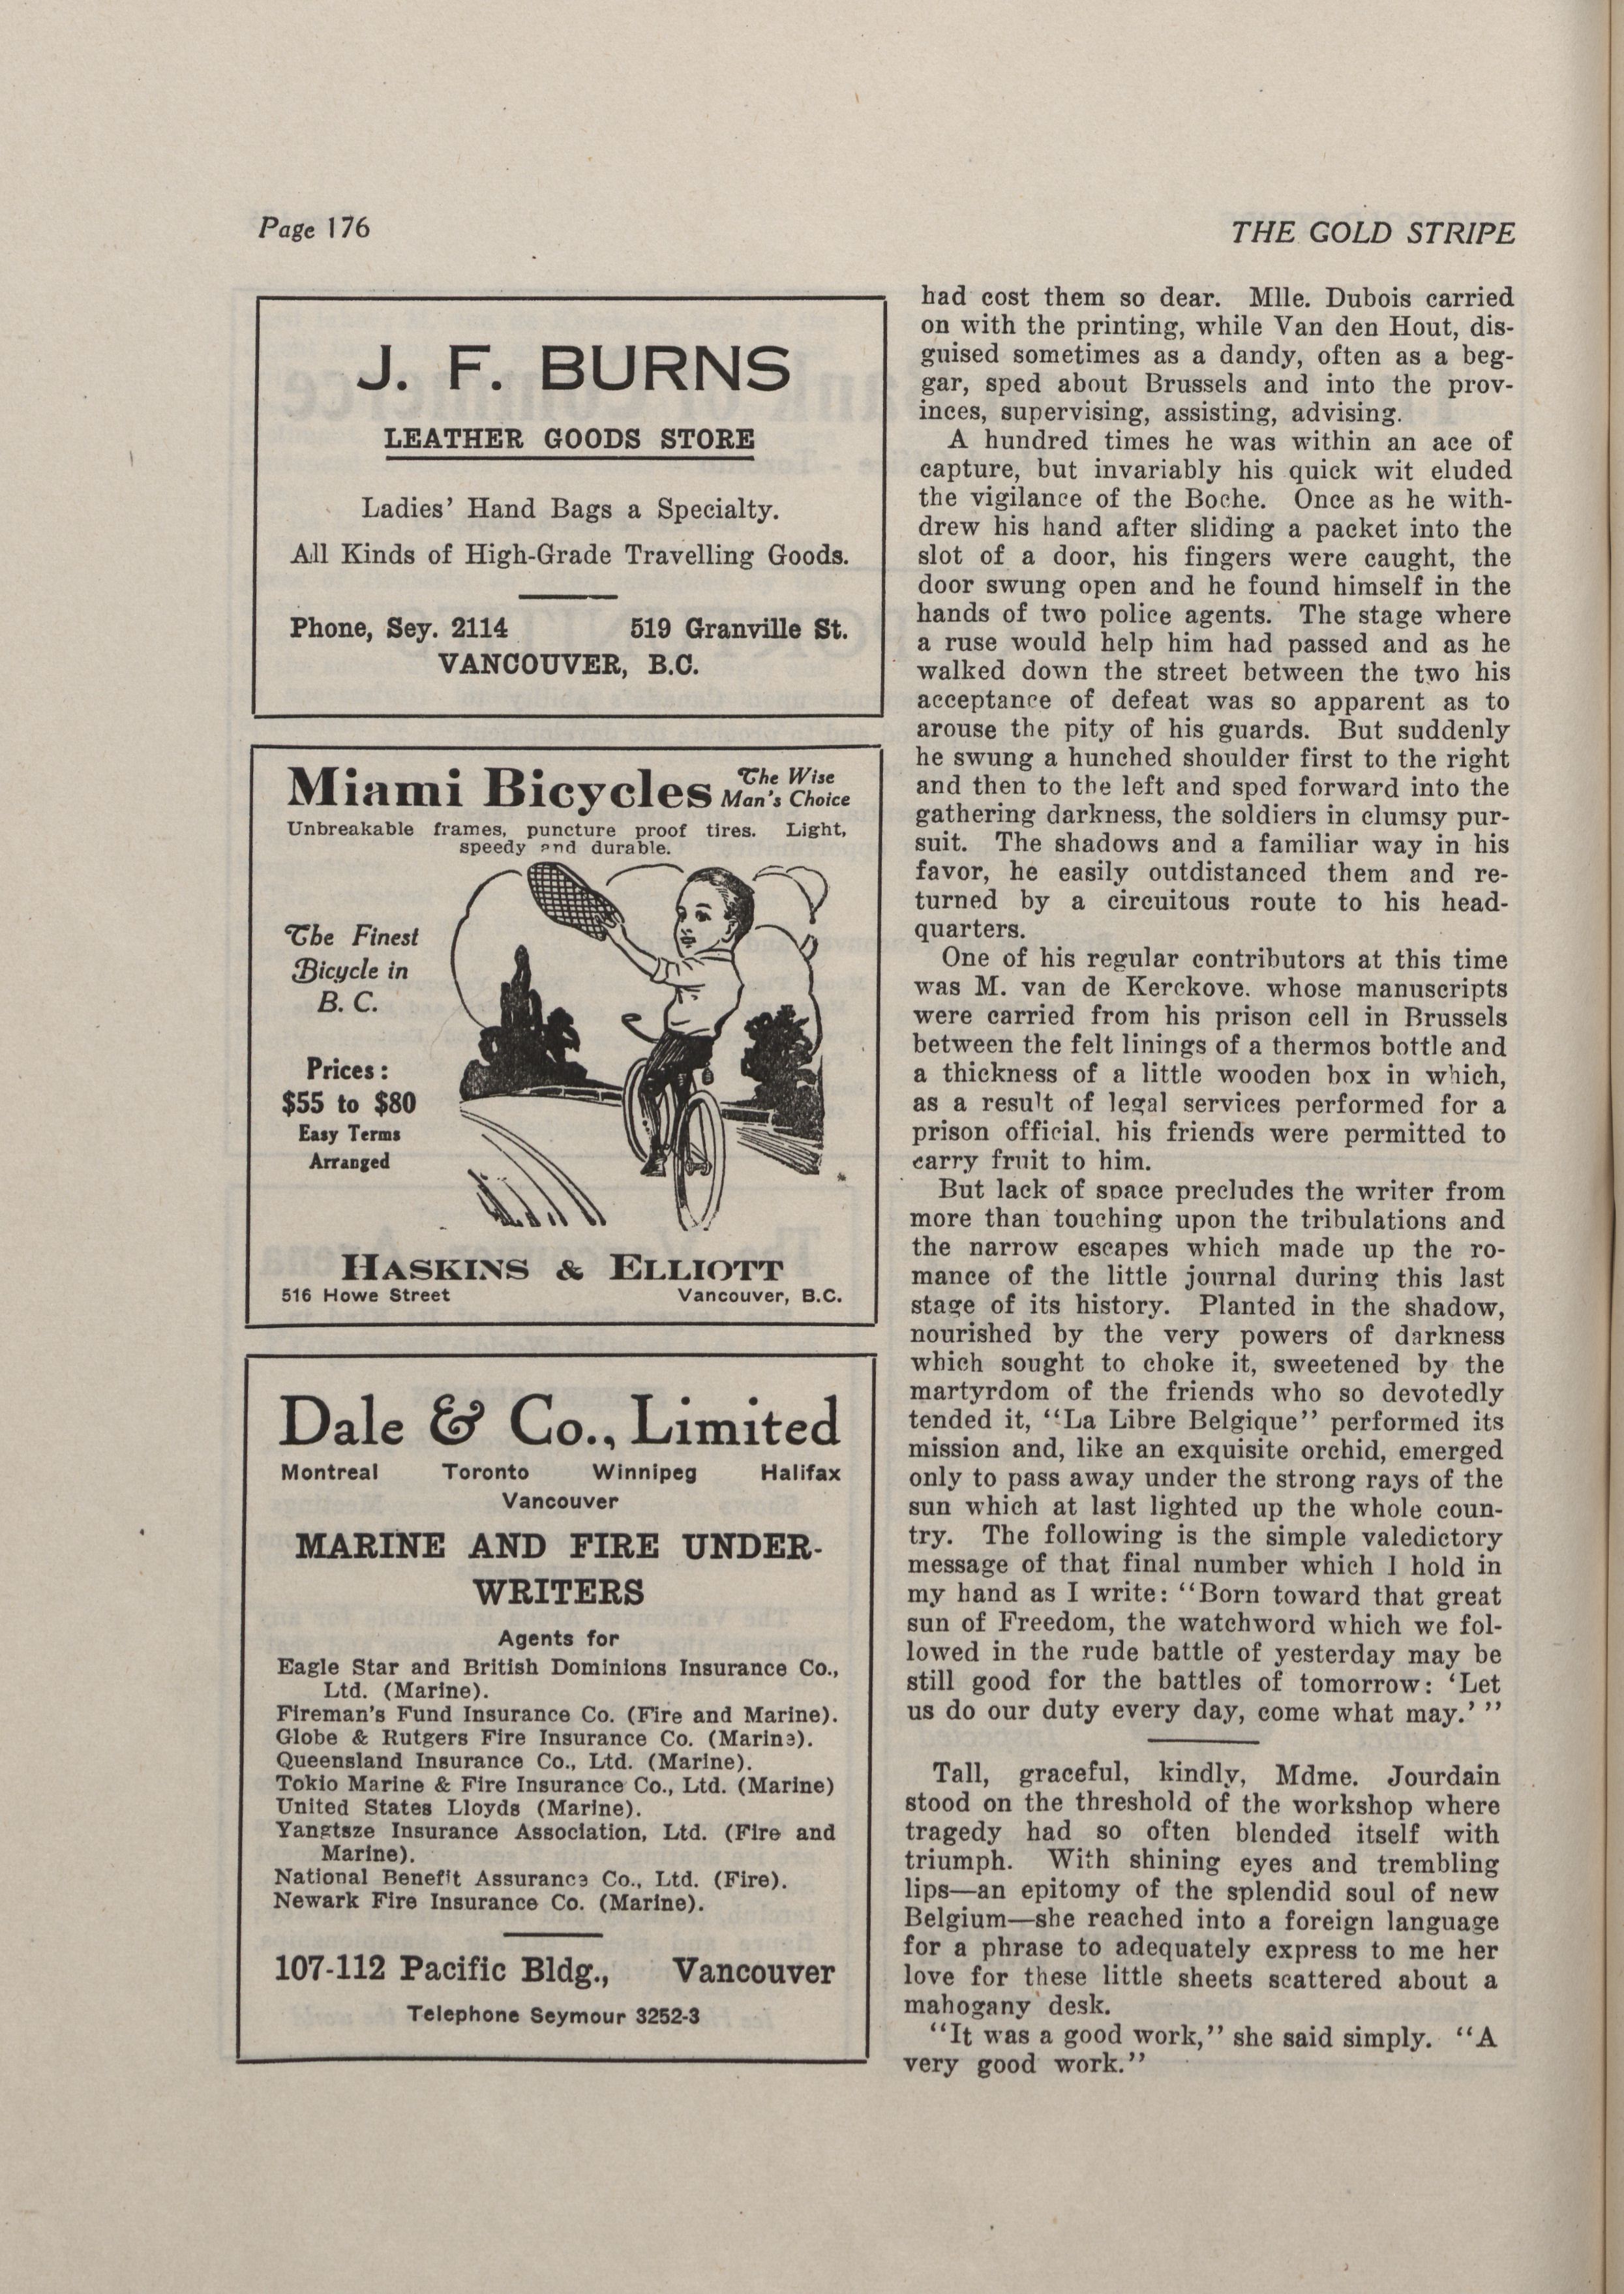 Page 176
THE GOLD STRIPE
J. F. BURNS
LEATHER GOODS STORE
Ladies' Hand Bags a Specialty.
All Kinds of High-Grade Travelling Goods.
Phone, Sey. 2114 519 Granville St.
VANCOUVER, B.C.
Miami Bicycles The Wise
Man's Choice
Unbreakable frames, puncture proof tires. Light,
speedy and durable.
The Finest
Bicycle in
B. C.
Prices:
$55 to $80
Easy Terms
Arranged
HASKINS & ELLIOTT
516 Howe Street Vancouver, B.C.
Dale & Co., Limited
Montreal Toronto Winnipeg Halifax
Vancouver
MARINE AND FIRE UNDER-
WRITERS
Agents for
Eagle Star and British Dominions Insurance Co.,
Ltd. (Marine).
Fireman's Fund Insurance Co. (Fire and Marine).
Globe & Rutgers Fire Insurance Co. (Marine).
Queensland Insurance Co., Ltd. (Marine).
Tokio Marine & Fire Insurance Co., Ltd. (Marine)
United States Lloyds (Marine).
Yangtsze Insurance Association, Ltd. (Fire and
Marine).
National Benefit Assurance Co., Ltd. (Fire).
Newark Fire Insurance Co. (Marine).
107-112 Pacific Bldg., Vancouver
Telephone Seymour 3252-3
had cost them so dear. Mlle. Dubois carried
on with the printing, while Van den Hout, dis-
guised sometimes as a dandy, often as a beg-
gar, sped about Brussels and into the prov-
inces, supervising, assisting, advising.
A hundred times he was within an ace of
capture, but invariably his quick wit eluded
the vigilance of the Boche. Once as he with-
drew his hand after sliding a packet into the
slot of a door, his fingers were caught, the
door swung open and he found himself in the
hands of two police agents. The stage where
a ruse would help him had passed and as he
walked down the street between the two his
acceptance of defeat was so apparent as to
arouse the pity of his guards. But suddenly
he swung a hunched shoulder first to the right
and then to the left and sped forward into the
gathering darkness, the soldiers in clumsy pur-
suit. The shadows and a familiar way in his
favor, he easily outdistanced them and re-
turned by a circuitous route to his head-
quarters.
One of his regular contributors at this time
was M. van de Kerckove. whose manuscripts
were carried from his prison cell in Brussels
between the felt linings of a thermos bottle and
a thickness of a little wooden box in which,
as a result of legal services performed for a
prison official. his friends were permitted to
carry fruit to him.
But lack of space precludes the writer from
more than touching upon the tribulations and
the narrow escapes which made up the ro-
mance of the little journal during this last
stage of its history. Planted in the shadow,
nourished by the very powers of darkness
which sought to choke it, sweetened by the
martyrdom of the friends who so devotedly
tended it, "La Libre Belgique" performed its
mission and, like an exquisite orchid, emerged
only to pass away under the strong rays of the
sun which at last lighted up the whole coun-
try. The following is the simple valedictory
message of that final number which I hold in
my hand as I write: "Born toward that great
sun of Freedom, the watchword which we fol-
lowed in the rude battle of yesterday may be
still good for the battles of tomorrow: 'Let
us do our duty every day, come what may.' "
Tall, graceful, kindly, Mdme. Jourdain
stood on the threshold of the workshop where
tragedy had so often blended itself with
triumph. With shining eyes and trembling
lips—an epitomy of the splendid soul of new
Belgium—she reached into a foreign language
for a phrase to adequately express to me her
love for these little sheets scattered about a
mahogany desk.
"It was a good work," she said simply. "A
very good work."